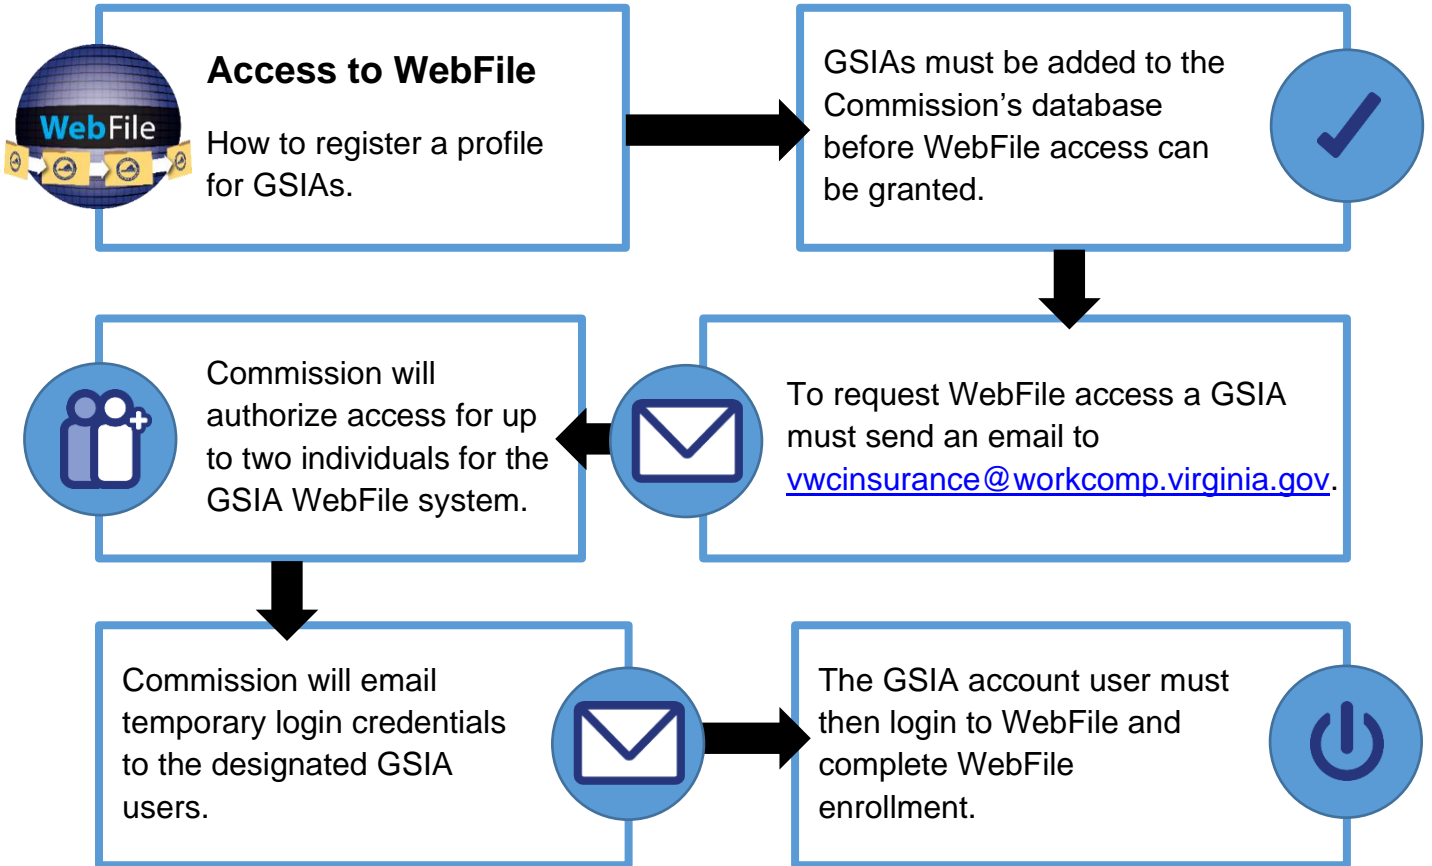 WebFile
Access to WebFile
How to register a profile
for GSIAs.
GSIAs must be added to the
Commission’s database
before WebFile access can
be granted.
To request WebFile access a GSIA
must send an email to
vwcinsurance@workcomp.virginia.gov.
Commission will
authorize access for up
to two individuals for the
GSIA WebFile system.
Commission will email
temporary login credentials
to the designated GSIA
users.
The GSIA account user must
then login to WebFile and
complete WebFile
enrollment.